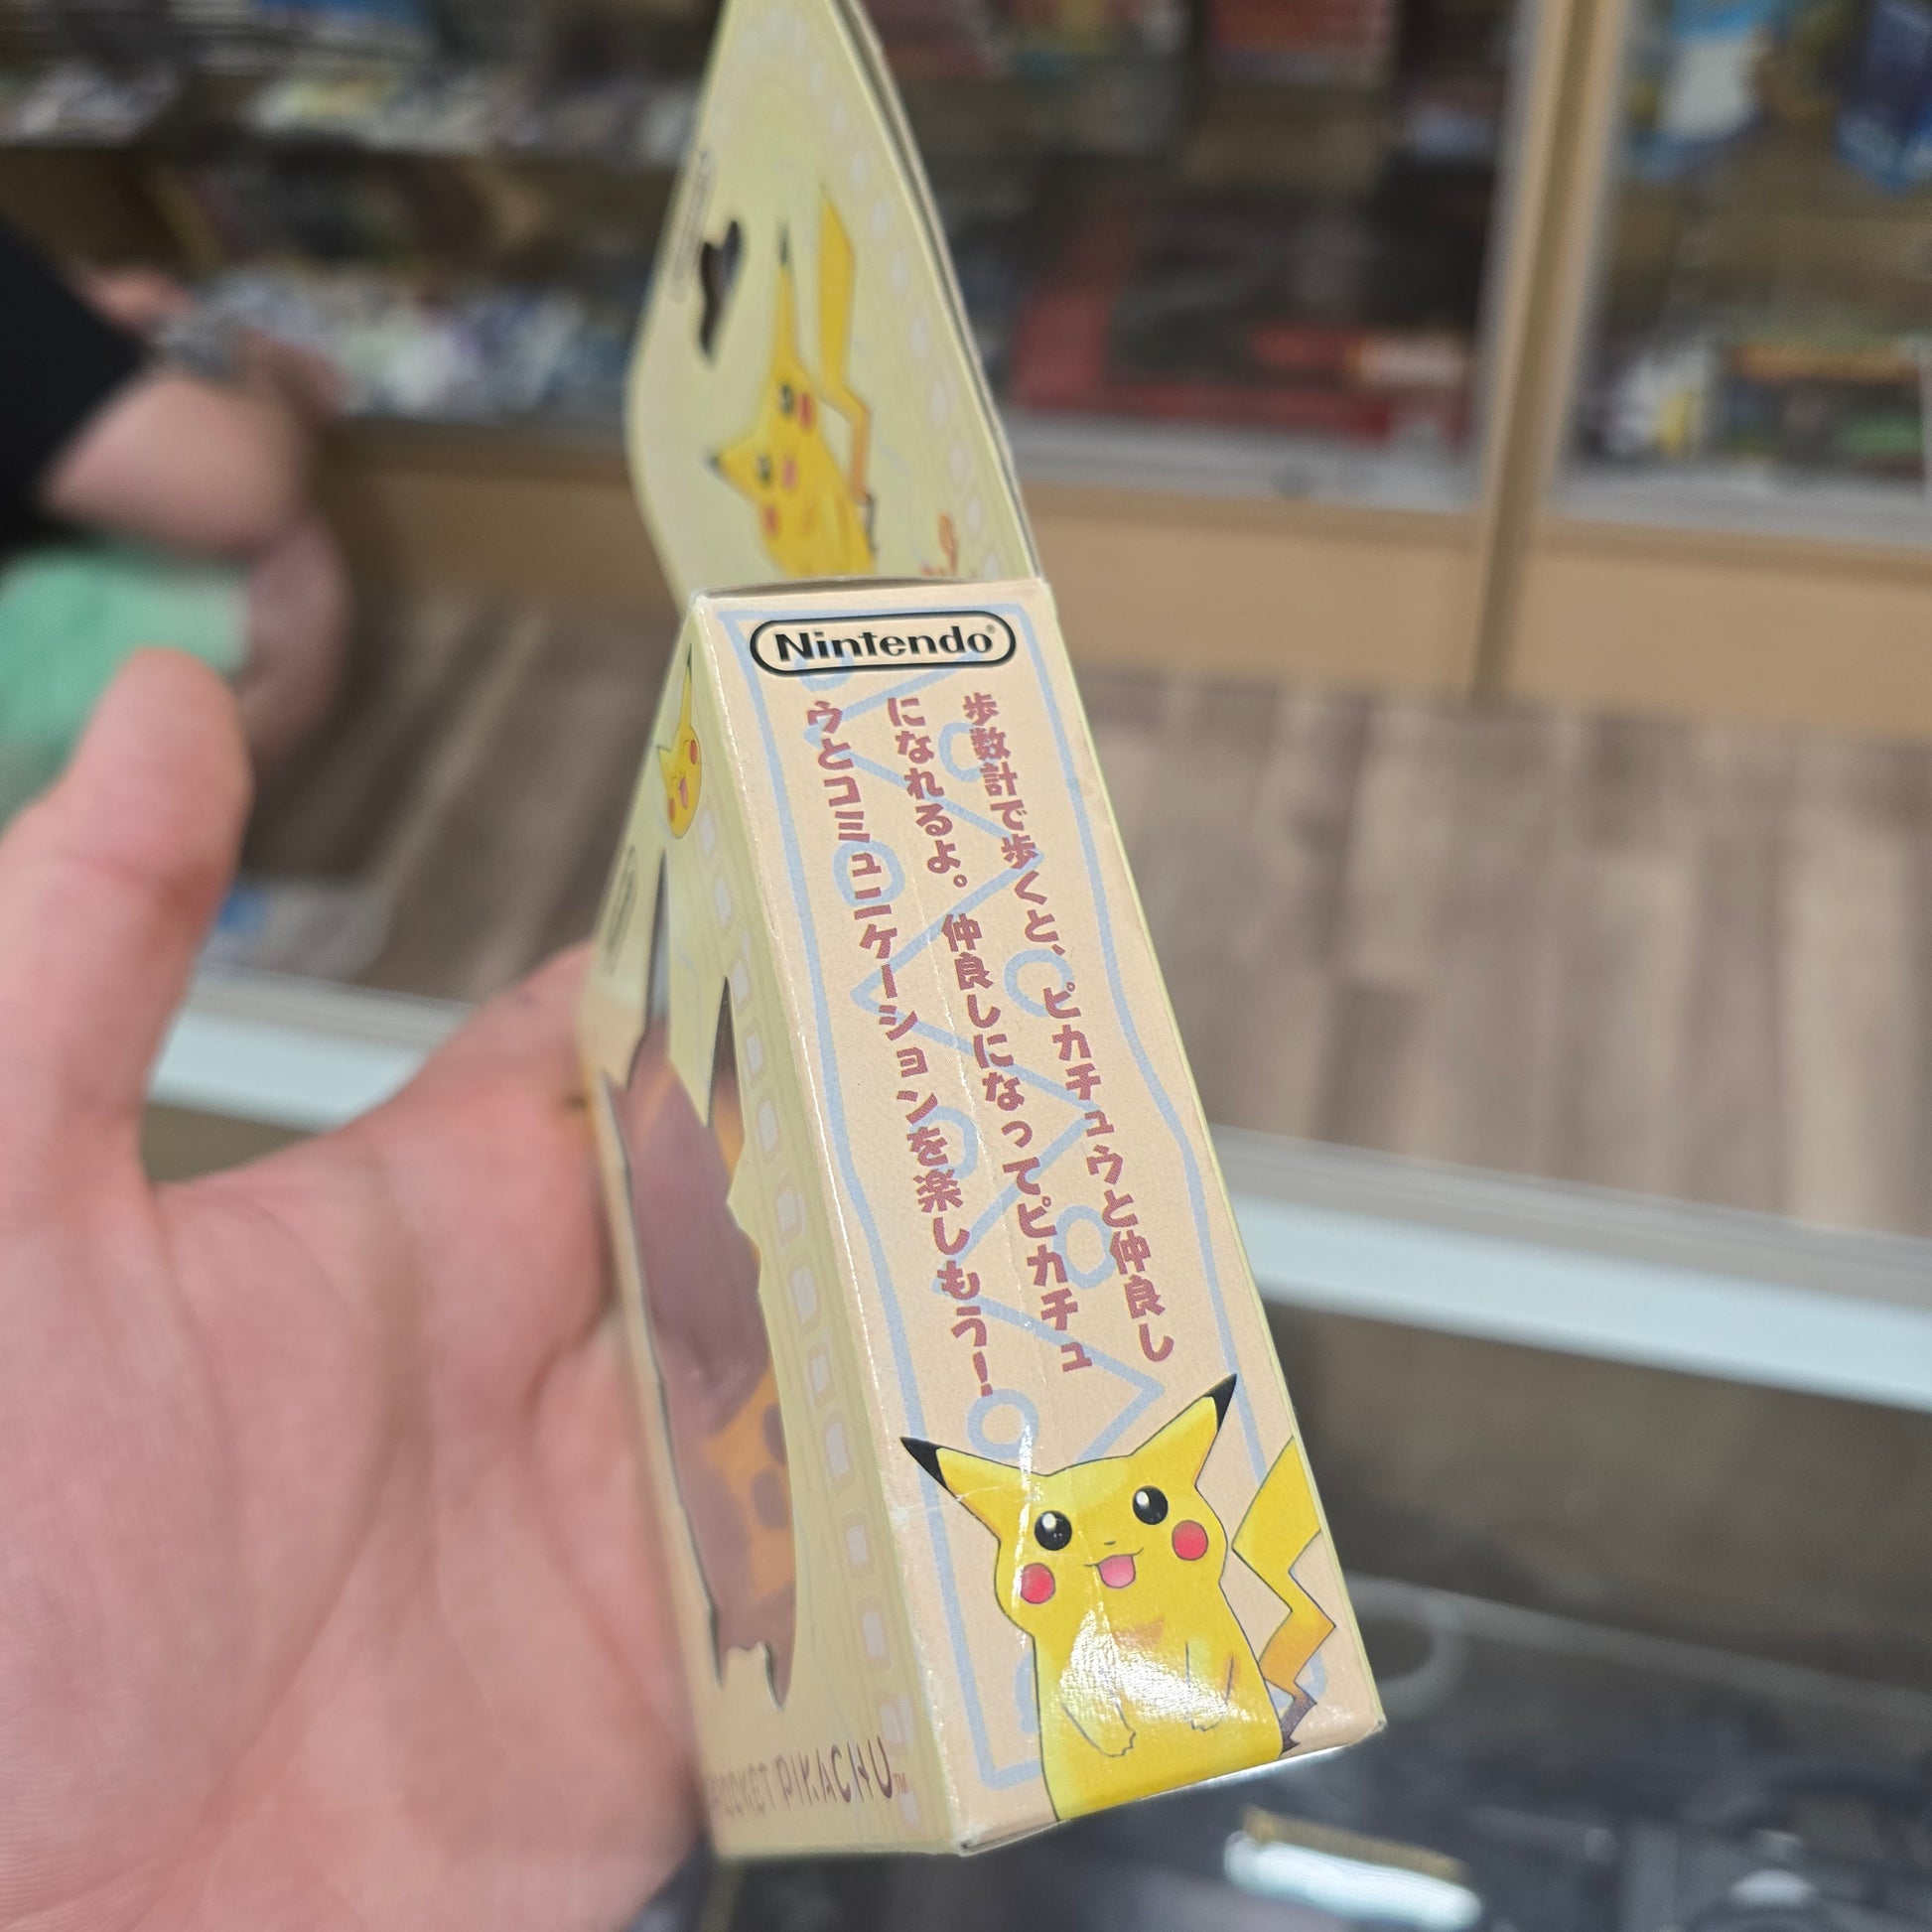 Nintendo®
歩数計で歩くと、ピカチュウと仲良し
になれるよ。仲良しになってピカチュ
ウとコミュニケーションを楽しもう!
POCKET PIKACHU™